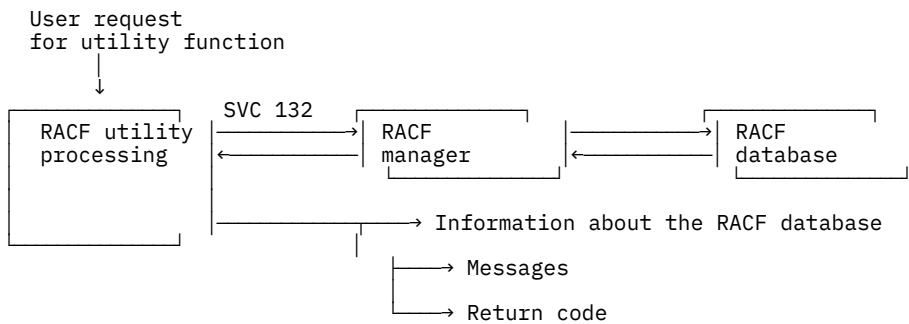 User request
for utility function
SVC 132
RACF utility
processing
RACF
manager
RACF
database
Information about the RACF database
Messages
Return code